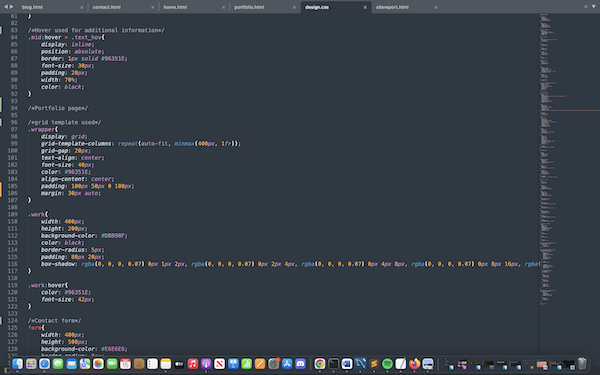 blog.html
contact.html
home.html
portfolio.html
design.css
sitereport.html
81 }
82
83 /*Hover used for additional information*/
84 .mid:hover > .text_hov{
85 display: inline;
86 position: absolute;
87 border: 1px solid #96351E;
88 font-size: 30px;
89 padding: 20px;
90 width: 70%;
91 color: black;
92 }
93
94 /*Portfolio page*/
95
96 /*grid template used*/
97 .wrapper{
98 display: grid;
99 grid-template-columns: repeat(auto-fit, minmax(400px, 1fr));
100 grid-gap: 20px;
101 text-align: center;
102 font-size: 40px;
103 color: #96351E;
104 align-content: center;
105 padding: 100px 50px 0 100px;
106 margin: 30px auto;
107 }
108
109 .work{
110 width: 400px;
111 height: 200px;
112 background-color: #DBB98F;
113 color: black;
114 border-radius: 5px;
115 padding: 80px 20px;
116 box-shadow: rgba(0, 0, 0, 0.07) 0px 1px 2px, rgba(0, 0, 0, 0.07) 0px 2px 4px, rgba(0, 0, 0, 0.07) 0px 4px 8px, rgba(0, 0, 0, 0.07) 0px 8px 16px, rgba
117 }
118
119 .work:hover{
120 color: #96351E;
121 font-size: 42px;
122 }
123
124 /*Contact form*/
125 form{
126 width: 400px;
127 height: 500px;
128 background-color: #E6E6E6;